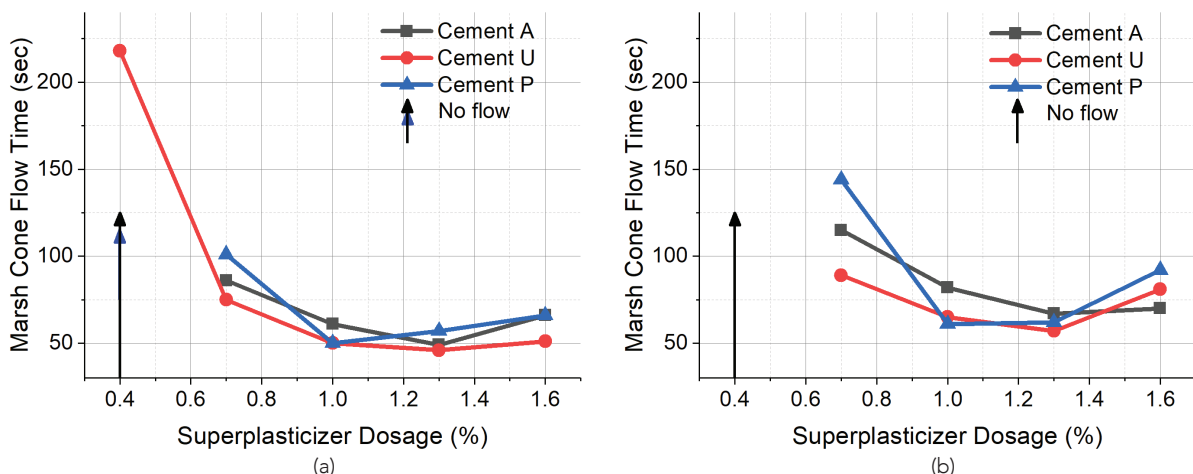 Cement A
Cement U
Cement P
No flow
200
150
100
50
0.4 0.6 0.8 1.0 1.2 1.4 1.6
Marsh Cone Flow Time (sec)
Superplasticizer Dosage (%)
(a)
Cement A
Cement U
Cement P
No flow
200
150
100
50
0.4 0.6 0.8 1.0 1.2 1.4 1.6
Marsh Cone Flow Time (sec)
Superplasticizer Dosage (%)
(b)